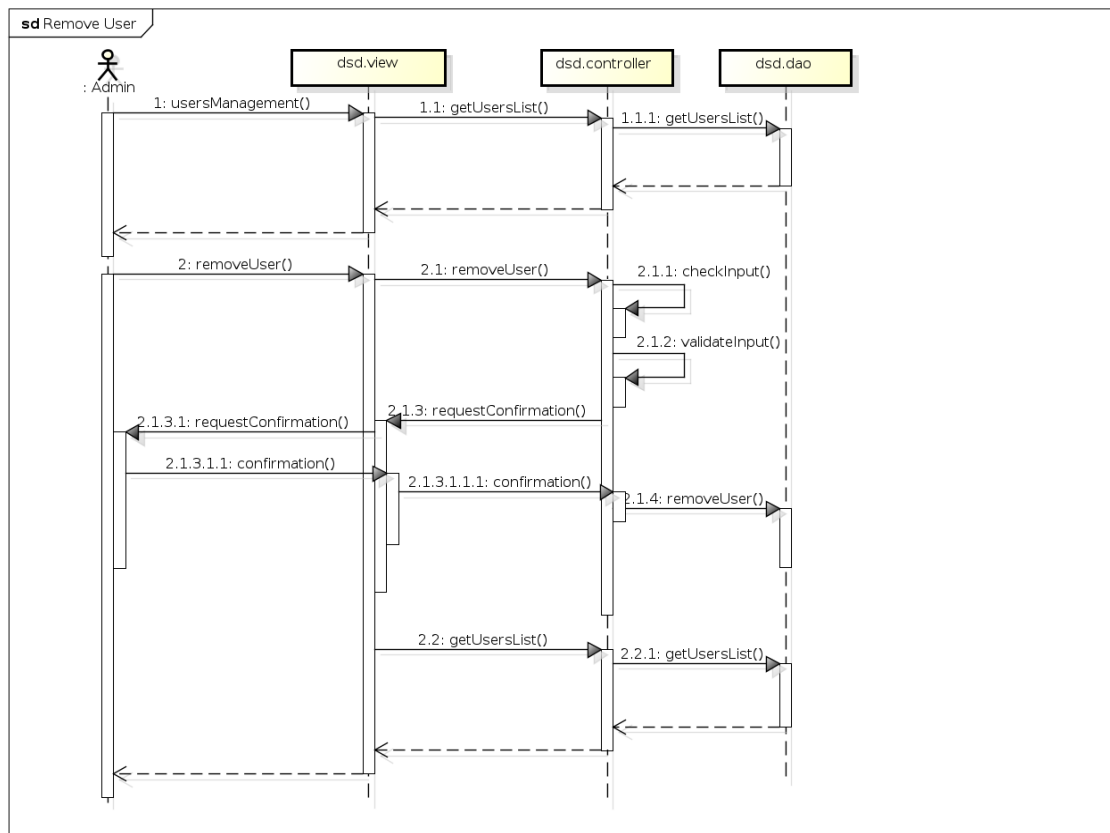 sd Remove User
dsd.view
dsd.controller
dsd.dao
: Admin
1: usersManagement()
1.1: getUsersList()
1.1.1: getUsersList()
2: removeUser()
2.1: removeUser()
2.1.1: checkInput()
2.1.2: validateInput()
2.1.3: requestConfirmation()
2.1.3.1: requestConfirmation()
2.1.3.1.1: confirmation()
2.1.3.1.1.1: confirmation()
2.1.4: removeUser()
2.2: getUsersList()
2.2.1: getUsersList()